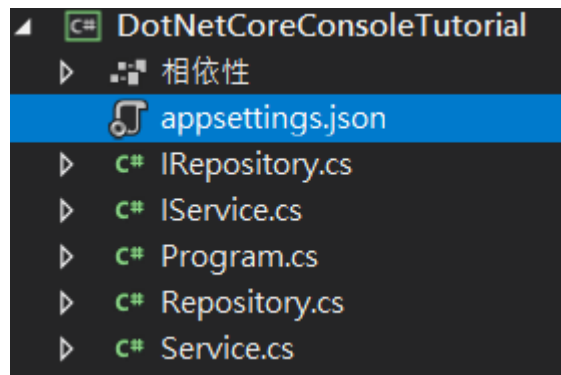 C# DotNetCoreConsoleTutorial
相依性
appsettings.json
C# IRepository.cs
C# IService.cs
C# Program.cs
C# Repository.cs
C# Service.cs